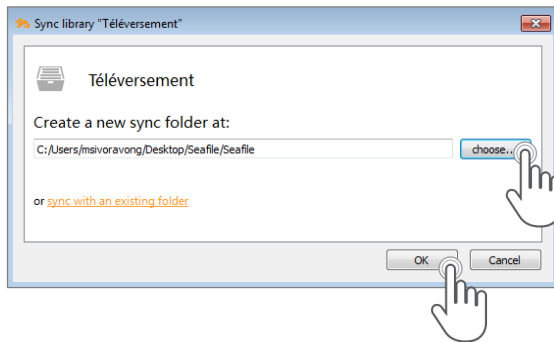 Sync library "Téléversement"
Téléversement
Create a new sync folder at:
C:/Users/msivoravong/Desktop/Seafile/Seafile
choose...
or sync with an existing folder
OK
Cancel